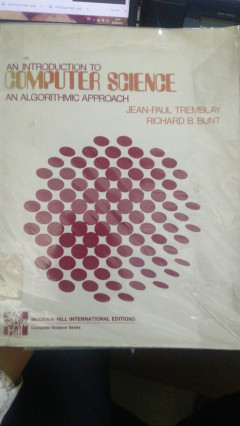 AN INTRODUCTION TO
COMPUTER SCIENCE
AN ALGORITHMIC APPROACH
JEAN-PAUL TREMBLAY
RICHARD B. BUNT
McGRAW-HILL INTERNATIONAL EDITIONS
Computer Science Series